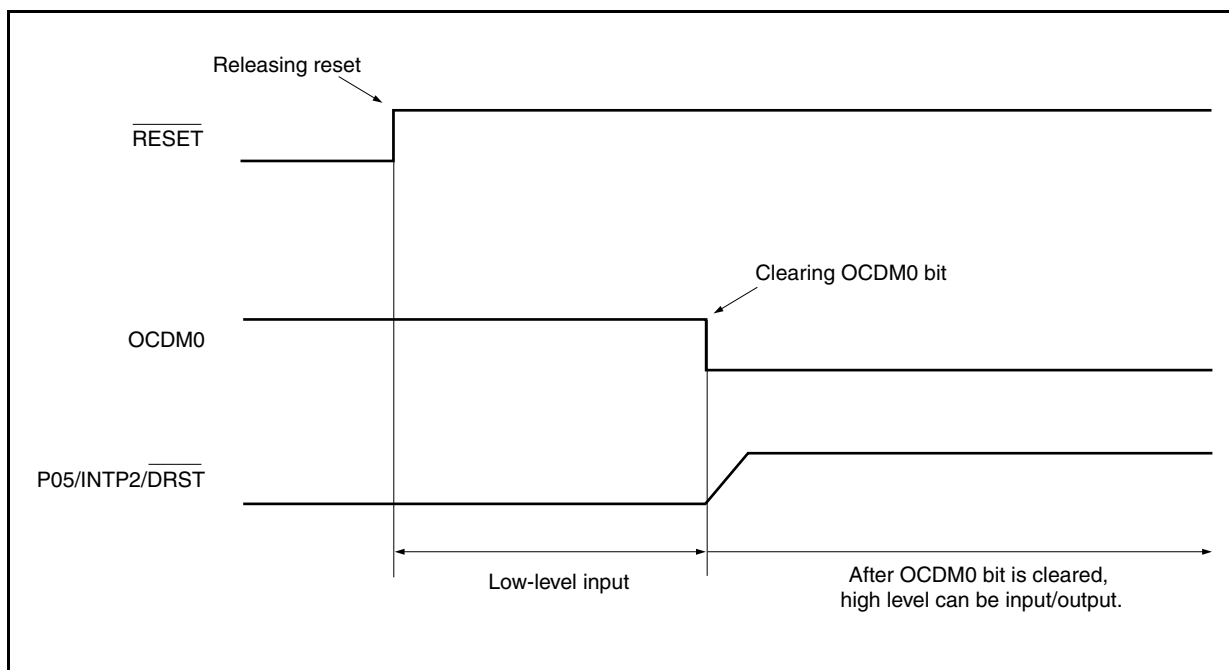 Releasing reset
RESET
Clearing OCDM0 bit
OCDM0
P05/INTP2/DRST
Low-level input
After OCDM0 bit is cleared,
high level can be input/output.